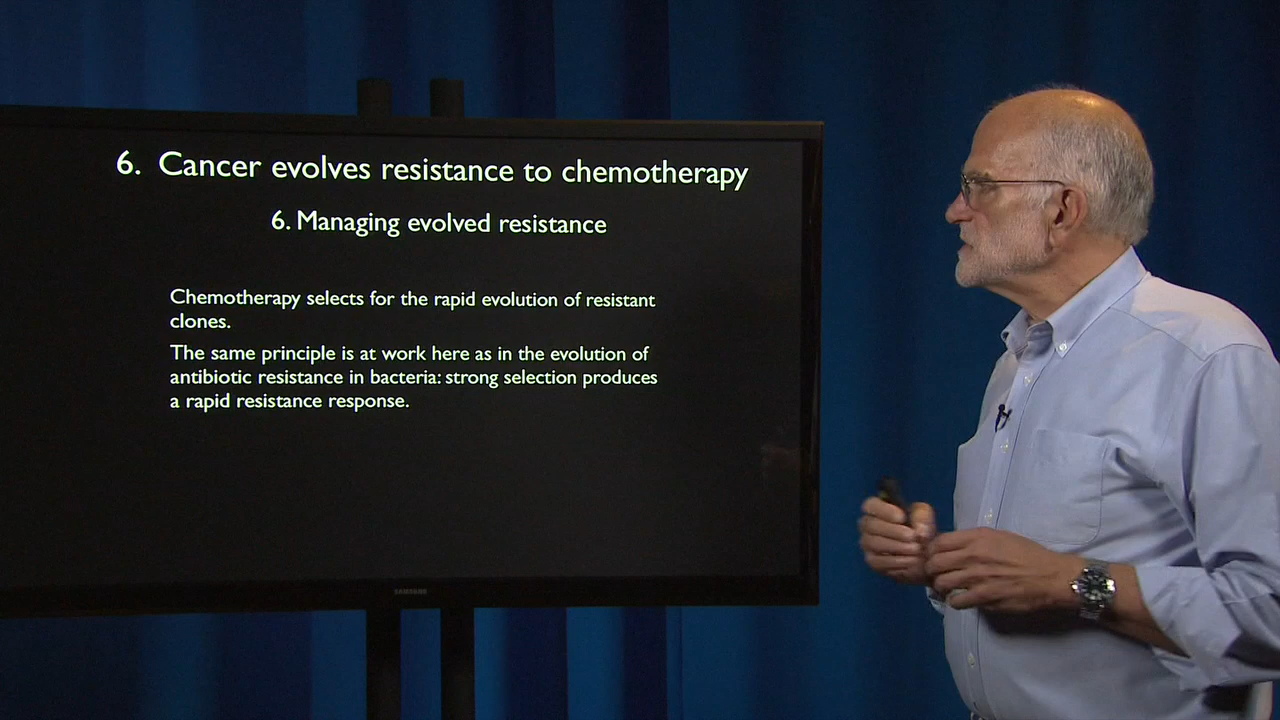 6. Cancer evolves resistance to chemotherapy
6. Managing evolved resistance
Chemotherapy selects for the rapid evolution of resistant
clones.
The same principle is at work here as in the evolution of
antibiotic resistance in bacteria: strong selection produces
a rapid resistance response.
SAMSUNG